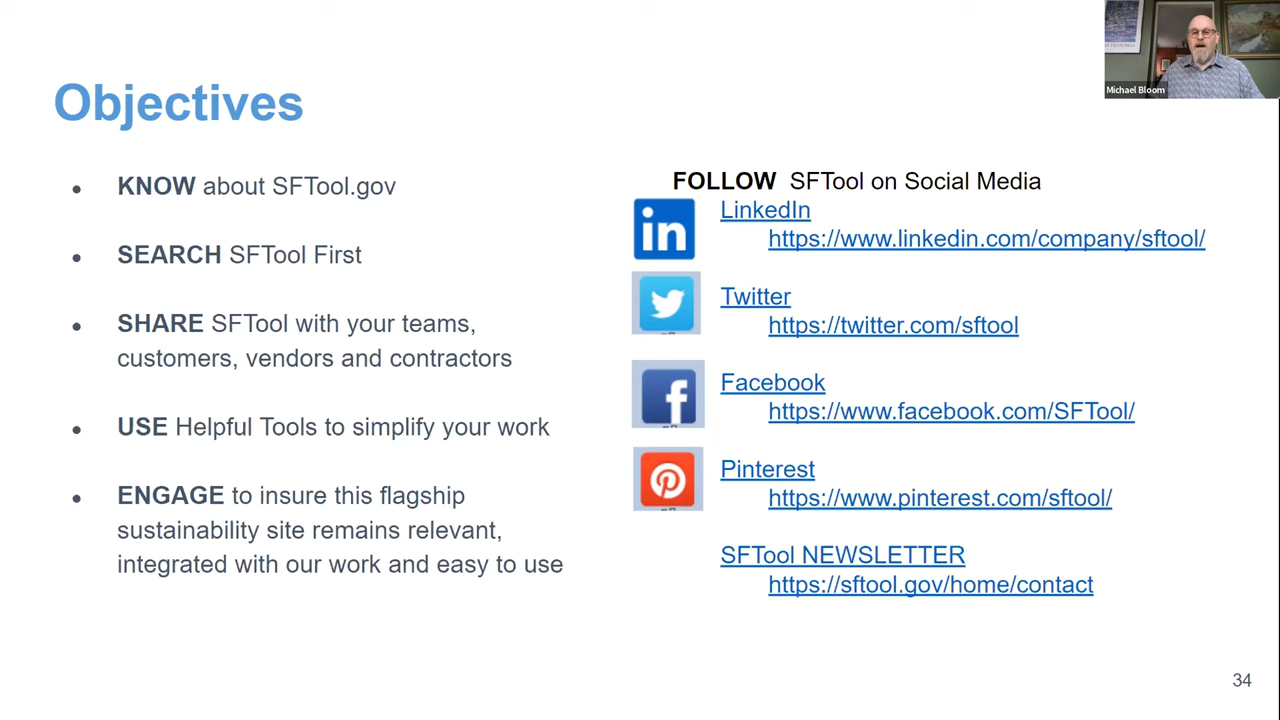 Michael Bloom
Objectives
● KNOW about SFTool.gov
● SEARCH SFTool First
● SHARE SFTool with your teams,
customers, vendors and contractors
● USE Helpful Tools to simplify your work
● ENGAGE to insure this flagship
sustainability site remains relevant,
integrated with our work and easy to use
FOLLOW SFTool on Social Media
in
LinkedIn
https://www.linkedin.com/company/sftool/
Twitter
https://twitter.com/sftool
f
Facebook
https://www.facebook.com/SFTool/
Pinterest
https://www.pinterest.com/sftool/
SFTool NEWSLETTER
https://sftool.gov/home/contact
34